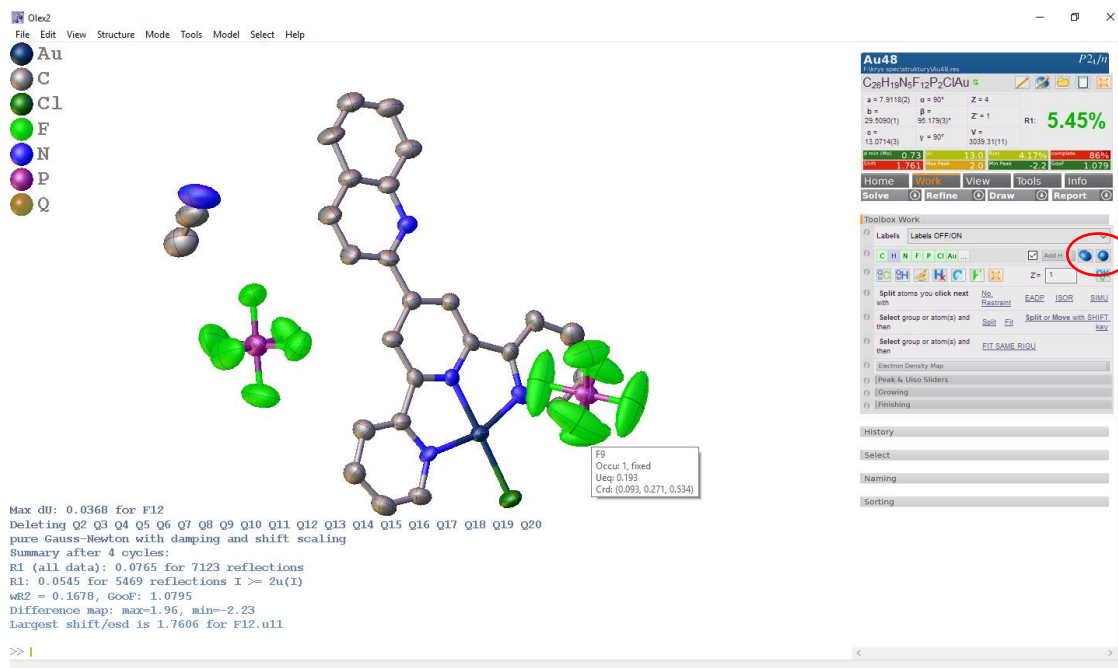 Olex2
File Edit View Structure Mode Tools Model Select Help
Au
C
Cl
F
N
P
Q
F9
Occu: 1, fixed
Ueq: 0.193
Crd: (0.093, 0.271, 0.534)
Max dU: 0.0368 for F12
Deleting Q2 Q3 Q4 Q5 Q6 Q7 Q8 Q9 Q10 Q11 Q12 Q13 Q14 Q15 Q16 Q17 Q18 Q19 Q20
pure Gauss-Newton with damping and shift scaling
Summary after 4 cycles:
R1 (all data): 0.0765 for 7123 reflections
R1: 0.0545 for 5469 reflections I >= 2u(I)
wR2 = 0.1678, GooF: 1.0795
Difference map: max=1.96, min=-2.23
Largest shift/esd is 1.7606 for F12.u11
>>
Au48 P2₁/n
C₂₆H₁₉N₅F₁₂P₂ClAu
a = 7.9118(2) α = 90° Z = 4
b = 29.5090(1) β = 95.179(3)° Z' = 1
c = 13.0714(3) γ = 90° V = 3039.31(11)
R1: 5.45%
d min (Mo) 0.73 13.0 4.17% complete 86%
Shift 1.761 Max Peak 2.0 Min Peak -2.2 GooF 1.079
Home Work View Tools Info
Solve Refine Draw Report
Toolbox Work
Labels Labels OFF/ON
C H N F P Cl Au ... Add H
Z'= 1 OK
Split atoms you click next with No Restraint EADP ISOR SIMU
Select group or atom(s) and then Split Fit Split or Move with SHIFT key
Select group or atom(s) and then FIT SAME RIGU
Electron Density Map
Peak & Uiso Sliders
Growing
Finishing
History
Select
Naming
Sorting